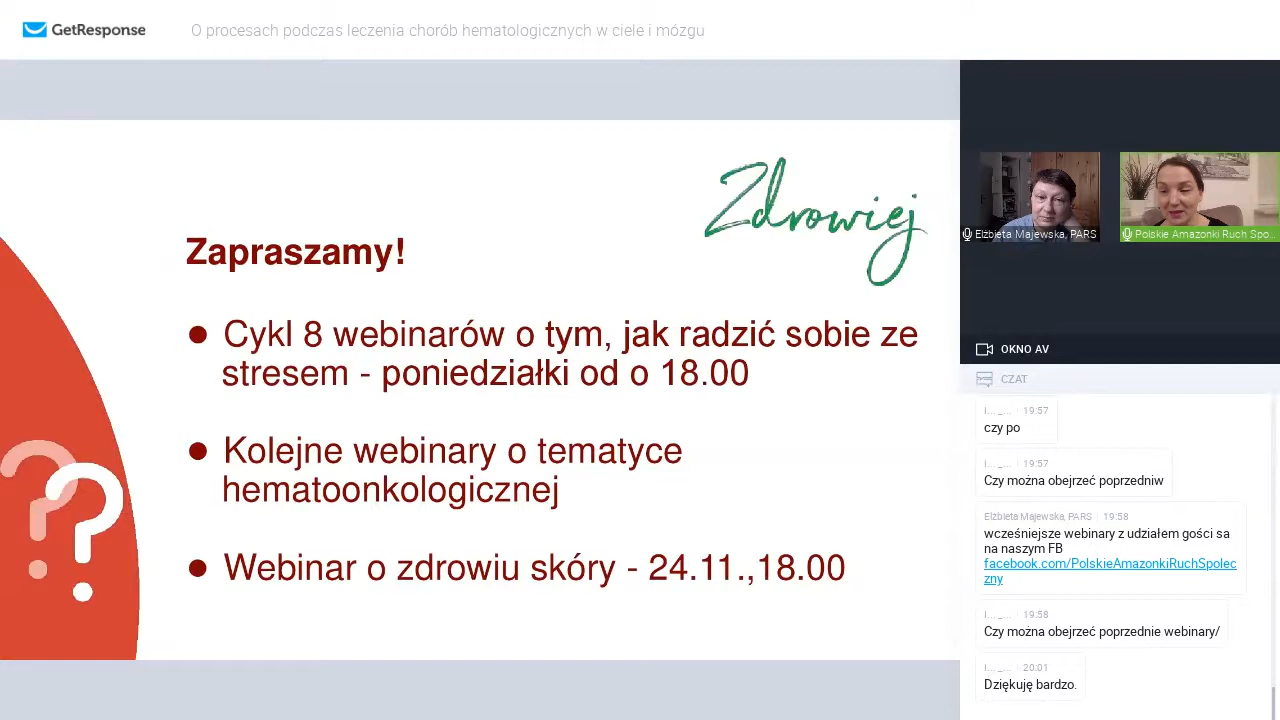 GetResponse
O procesach podczas leczenia chorób hematologicznych w ciele i mózgu
Zdrowiej
Zapraszamy!
● Cykl 8 webinarów o tym, jak radzić sobie ze
stresem - poniedziałki od o 18.00
● Kolejne webinary o tematyce
hematoonkologicznej
● Webinar o zdrowiu skóry - 24.11.,18.00
??
Elżbieta Majewska, PARS
Polskie Amazonki Ruch Spo...
OKNO AV
CZAT
19:57
czy po
19:57
Czy można obejrzeć poprzedniw
Elżbieta Majewska, PARS 19:58
wcześniejsze webinary z udziałem gości sa
na naszym FB
facebook.com/PolskieAmazonkiRuchSpolec
zny
19:58
Czy można obejrzeć poprzednie webinary/
20:01
Dziękuję bardzo.